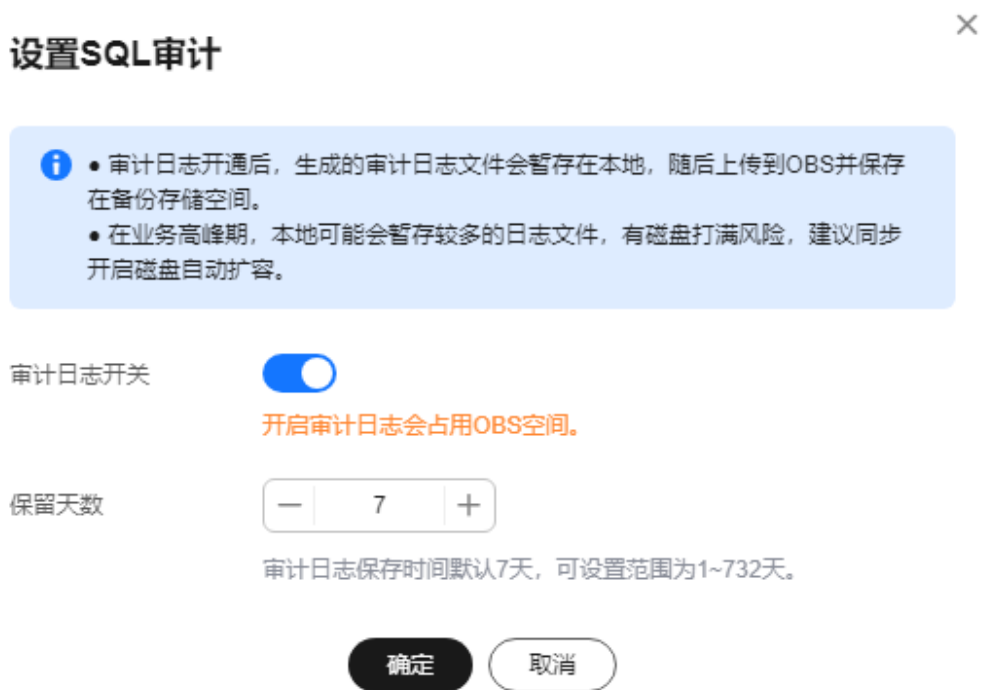 设置SQL审计
● 审计日志开通后，生成的审计日志文件会暂存在本地，随后上传到OBS并保存
在备份存储空间。
● 在业务高峰期，本地可能会暂存较多的日志文件，有磁盘打满风险，建议同步
开启磁盘自动扩容。
审计日志开关
开启审计日志会占用OBS空间。
保留天数
7
审计日志保存时间默认7天，可设置范围为1~732天。
确定 取消